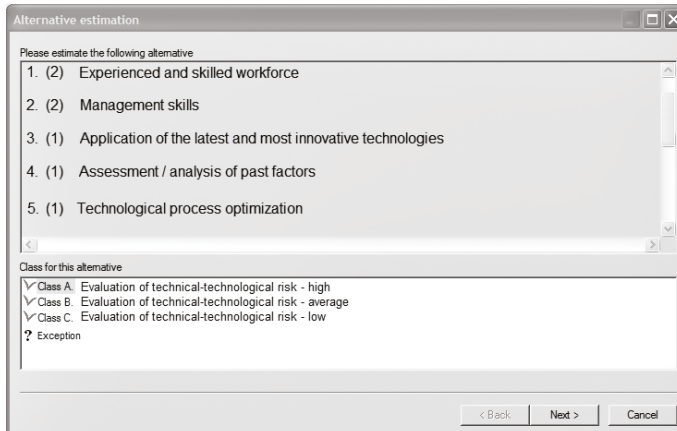 Alternative estimation
Please estimate the following alternative
1. (2) Experienced and skilled workforce
2. (2) Management skills
3. (1) Application of the latest and most innovative technologies
4. (1) Assessment / analysis of past factors
5. (1) Technological process optimization
Class for this alternative
Class A. Evaluation of technical-technological risk - high
Class B. Evaluation of technical-technological risk - average
Class C. Evaluation of technical-technological risk - low
? Exception
< Back Next > Cancel